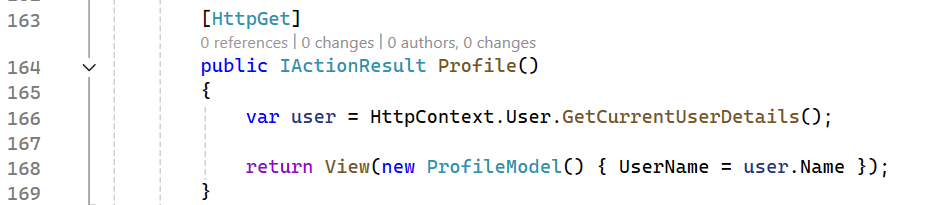 163 [HttpGet]
0 references | 0 changes | 0 authors, 0 changes
164 public IActionResult Profile()
165 {
166 var user = HttpContext.User.GetCurrentUserDetails();
167
168 return View(new ProfileModel() { UserName = user.Name });
169 }